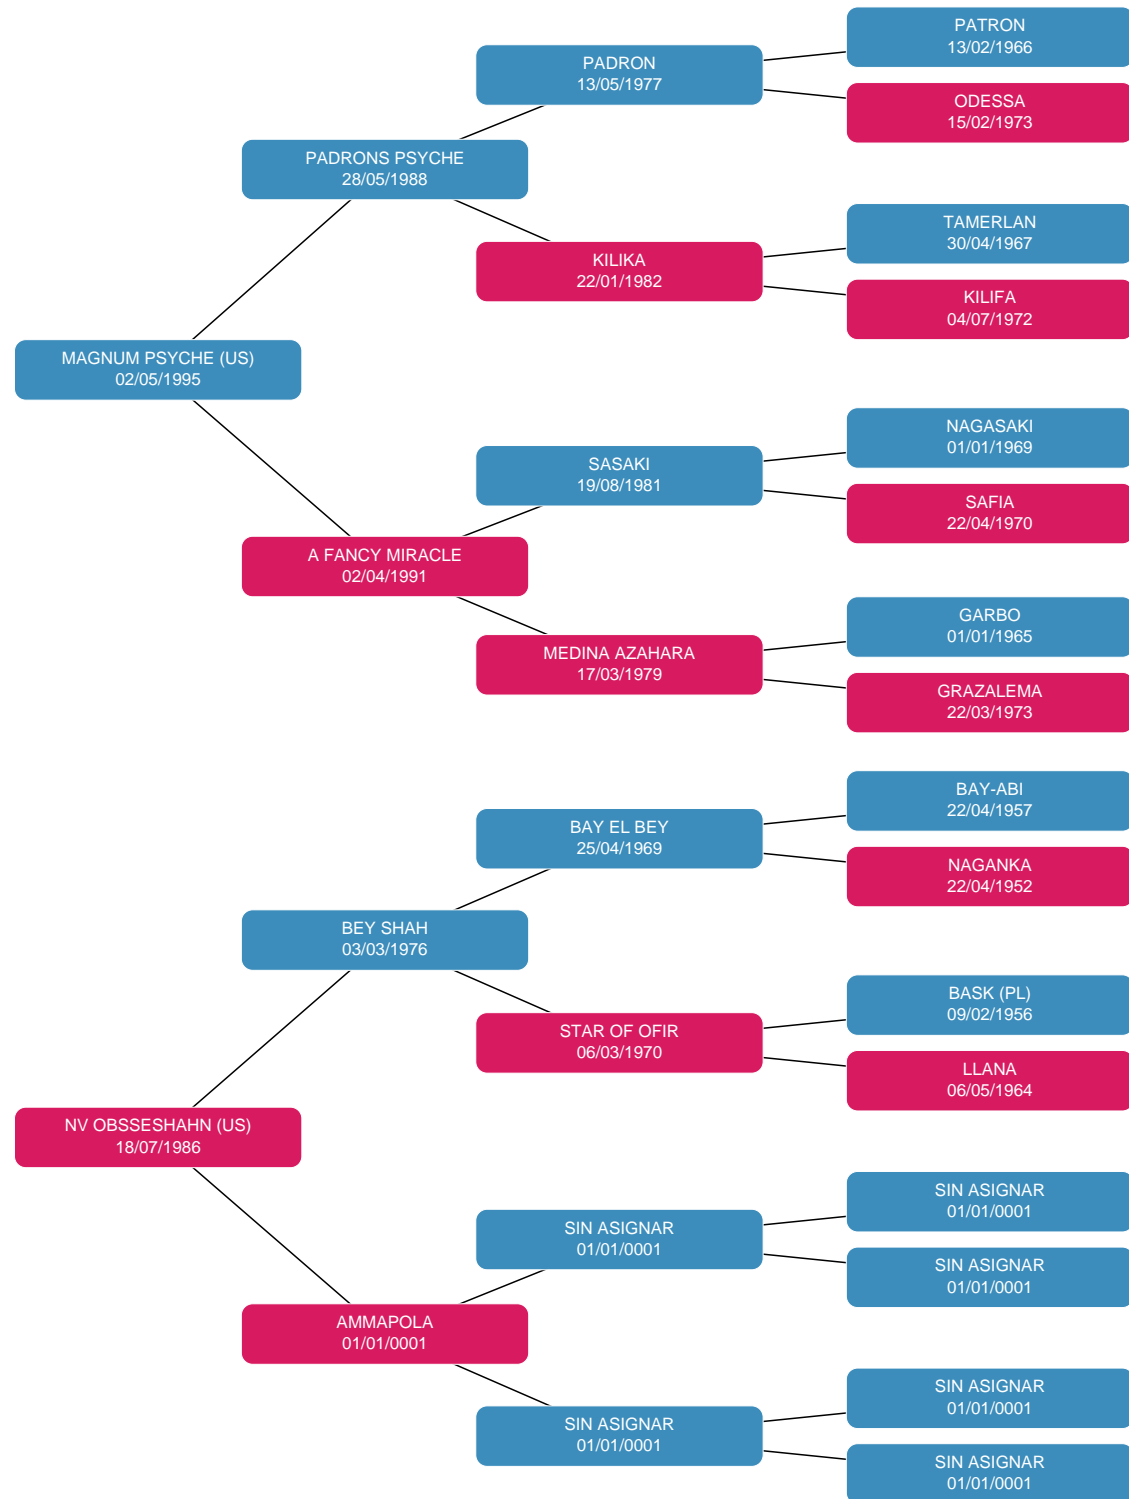 PATRON
13/02/1966
PADRON
13/05/1977
ODESSA
15/02/1973
PADRONS PSYCHE
28/05/1988
TAMERLAN
30/04/1967
KILIKA
22/01/1982
KILIFA
04/07/1972
MAGNUM PSYCHE (US)
02/05/1995
NAGASAKI
01/01/1969
SASAKI
19/08/1981
SAFIA
22/04/1970
A FANCY MIRACLE
02/04/1991
GARBO
01/01/1965
MEDINA AZAHARA
17/03/1979
GRAZALEMA
22/03/1973
BAY-ABI
22/04/1957
BAY EL BEY
25/04/1969
NAGANKA
22/04/1952
BEY SHAH
03/03/1976
BASK (PL)
09/02/1956
STAR OF OFIR
06/03/1970
LLANA
06/05/1964
NV OBSSESHAHN (US)
18/07/1986
SIN ASIGNAR
01/01/0001
SIN ASIGNAR
01/01/0001
SIN ASIGNAR
01/01/0001
AMMAPOLA
01/01/0001
SIN ASIGNAR
01/01/0001
SIN ASIGNAR
01/01/0001
SIN ASIGNAR
01/01/0001